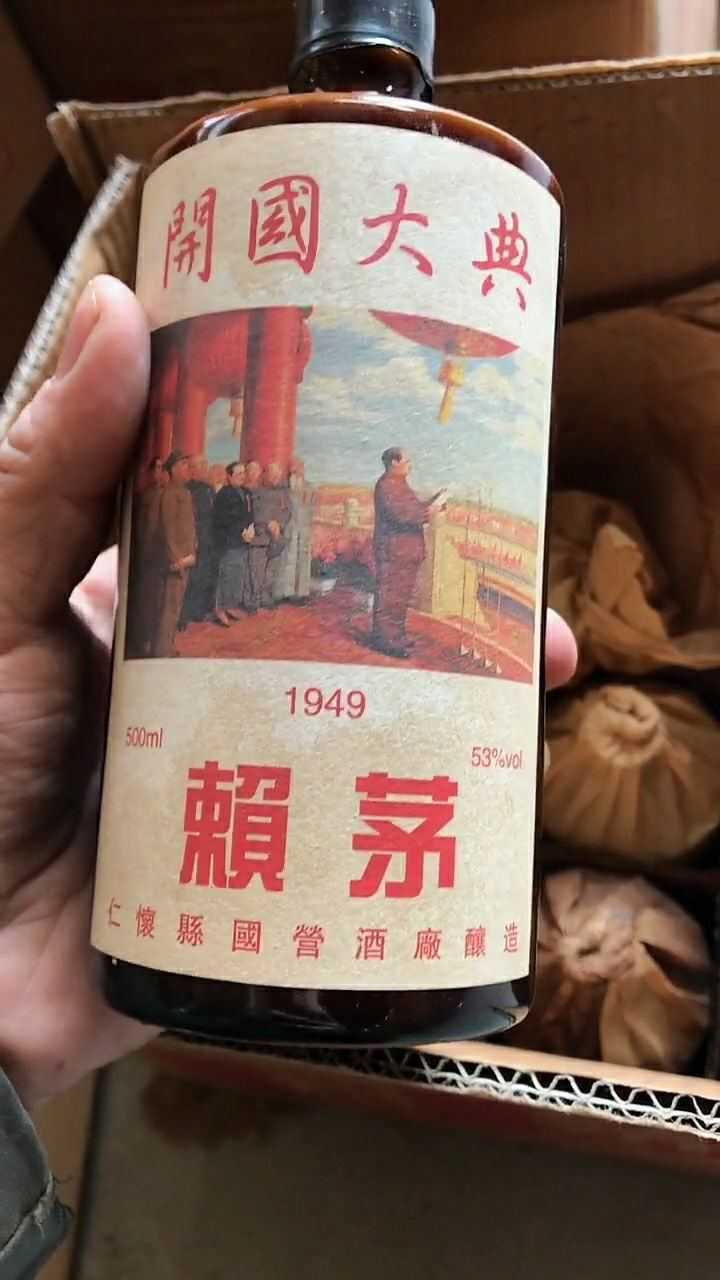 開國大典
1949
500ml
53%vol
賴茅
仁懷縣國營酒廠釀造